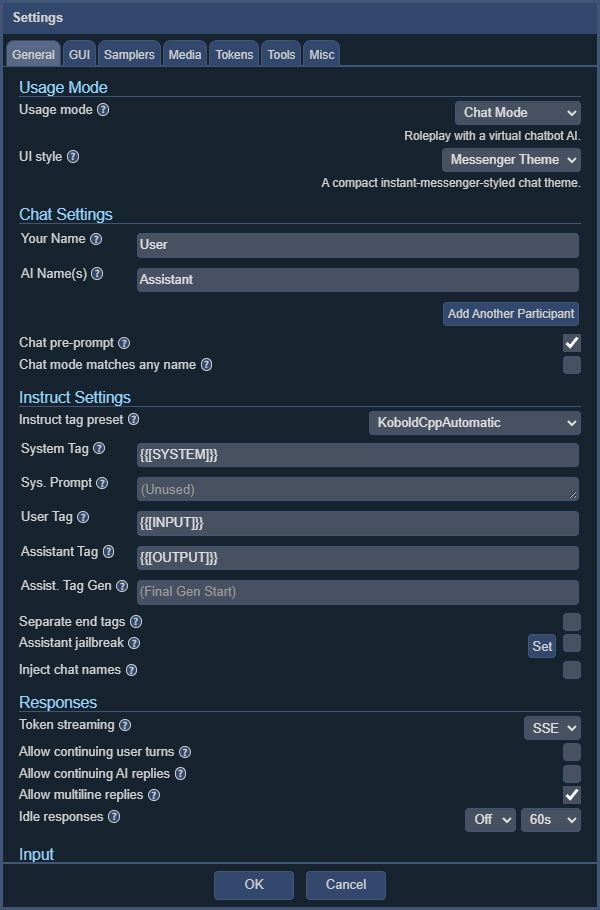 Settings
General GUI Samplers Media Tokens Tools Misc
Usage Mode
Usage mode ? Chat Mode
Roleplay with a virtual chatbot AI.
UI style ? Messenger Theme
A compact instant-messenger-styled chat theme.
Chat Settings
Your Name ? User
AI Name(s) ? Assistant
Add Another Participant
Chat pre-prompt ?
Chat mode matches any name ?
Instruct Settings
Instruct tag preset ? KoboldCppAutomatic
System Tag ? {{[SYSTEM]}}
Sys. Prompt ? (Unused)
User Tag ? {{[INPUT]}}
Assistant Tag ? {{[OUTPUT]}}
Assist. Tag Gen ? (Final Gen Start)
Separate end tags ?
Assistant jailbreak ? Set
Inject chat names ?
Responses
Token streaming ? SSE
Allow continuing user turns ?
Allow continuing AI replies ?
Allow multiline replies ?
Idle responses ? Off 60s
Input
OK Cancel